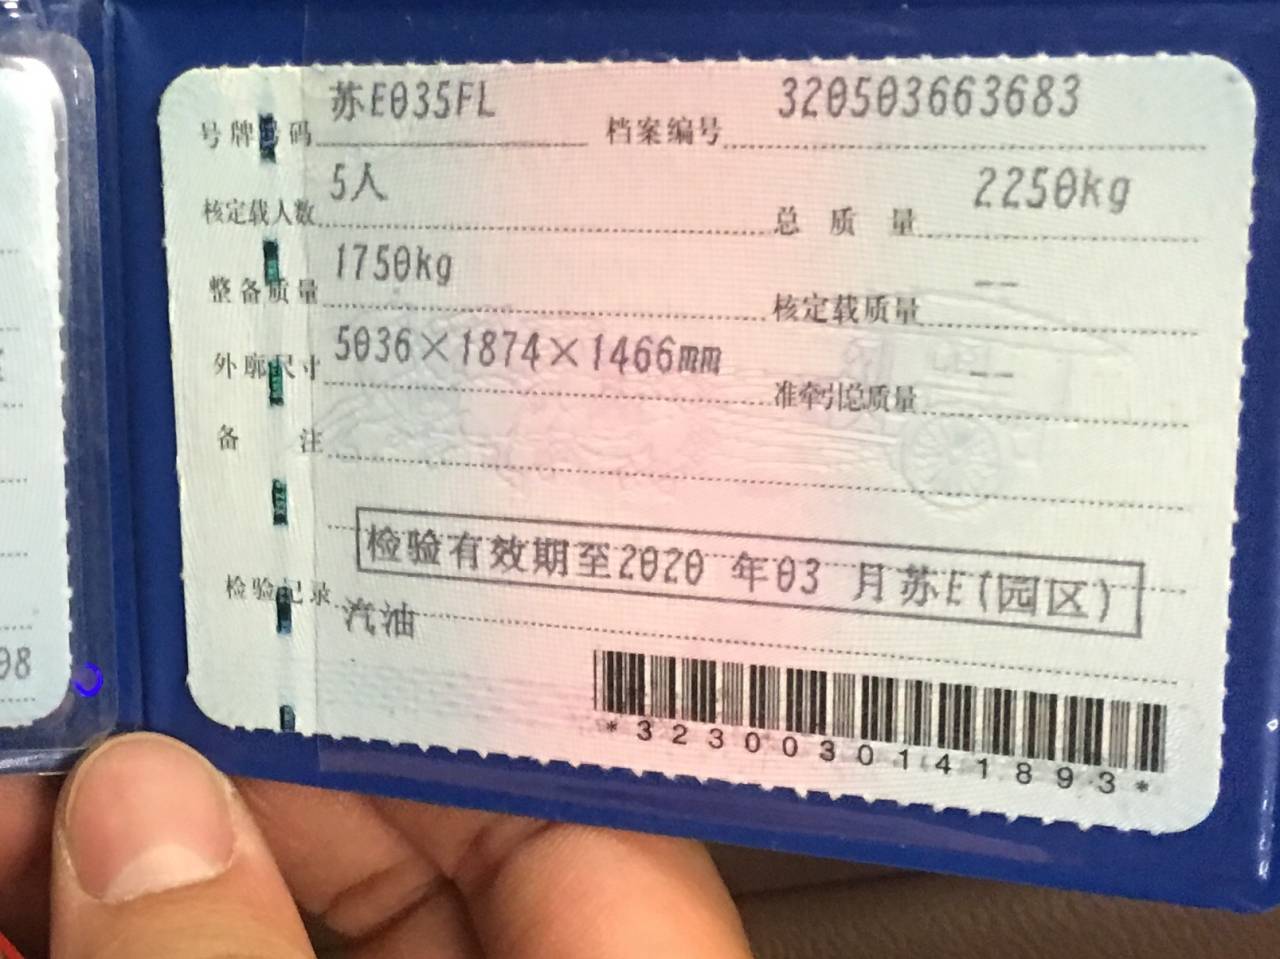 号牌号码 苏E035FL 档案编号 320503663683
核定载人数 5人 总质量 2250kg
整备质量 1750kg 核定载质量 --
外廓尺寸 5036×1874×1466mm 准牵引总质量 --
备注
检验有效期至2020 年03 月苏E(园区)
检验记录 汽油
*3230030141893*
98